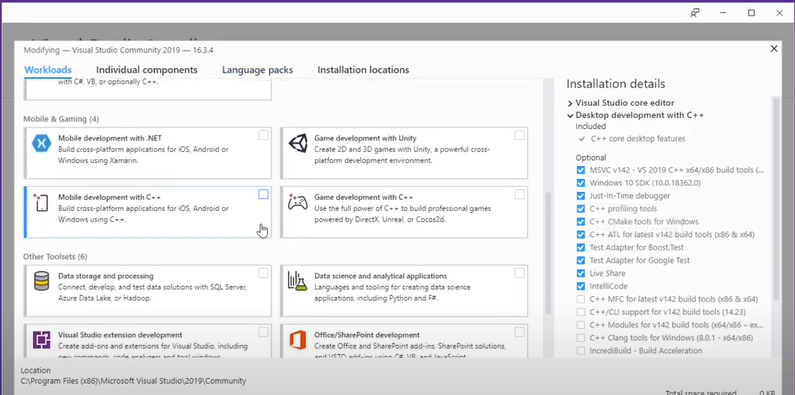 Modifying — Visual Studio Community 2019 — 16.3.4
Workloads
Individual components
Language packs
Installation locations
with C#, VB, or optionally C++.
Mobile & Gaming (4)
Mobile development with .NET
Build cross-platform applications for iOS, Android or
Windows using Xamarin.
Game development with Unity
Create 2D and 3D games with Unity, a powerful cross-
platform development environment.
Mobile development with C++
Build cross-platform applications for iOS, Android or
Windows using C++.
Game development with C++
Use the full power of C++ to build professional games
powered by DirectX, Unreal, or Cocos2d.
Other Toolsets (6)
Data storage and processing
Connect, develop, and test data solutions with SQL Server,
Azure Data Lake, or Hadoop.
Data science and analytical applications
Languages and tooling for creating data science
applications, including Python and F#.
Visual Studio extension development
Create add-ons and extensions for Visual Studio, including
new commands, code analyzers and tool windows.
Office/SharePoint development
Create Office and SharePoint add-ins, SharePoint solutions,
and VSTO add-ins using C#, VB, and JavaScript.
Location
C:\Program Files (x86)\Microsoft Visual Studio\2019\Community
Installation details
Visual Studio core editor
Desktop development with C++
Included
C++ core desktop features
Optional
MSVC v142 - VS 2019 C++ x64/x86 build tools (...
Windows 10 SDK (10.0.18362.0)
Just-In-Time debugger
C++ profiling tools
C++ CMake tools for Windows
C++ ATL for latest v142 build tools (x86 & x64)
Test Adapter for Boost.Test
Test Adapter for Google Test
Live Share
IntelliCode
C++ MFC for latest v142 build tools (x86 & x64)
C++/CLI support for v142 build tools (14.23)
C++ Modules for v142 build tools (x64/x86 – ex...
C++ Clang tools for Windows (8.0.1 - x64/x86)
IncrediBuild - Build Acceleration
Total space required
0 KB